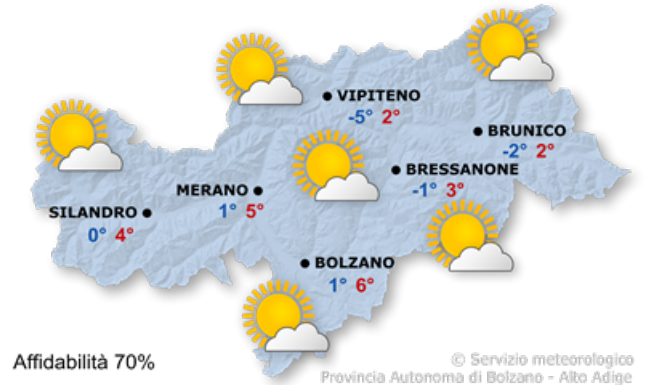 VIPITENO
-5° 2°
BRUNICO
-2° 2°
BRESSANONE
-1° 3°
MERANO
1° 5°
SILANDRO
0° 4°
BOLZANO
1° 6°
Affidabilità 70%
© Servizio meteorologico
Provincia Autonoma di Bolzano - Alto Adige